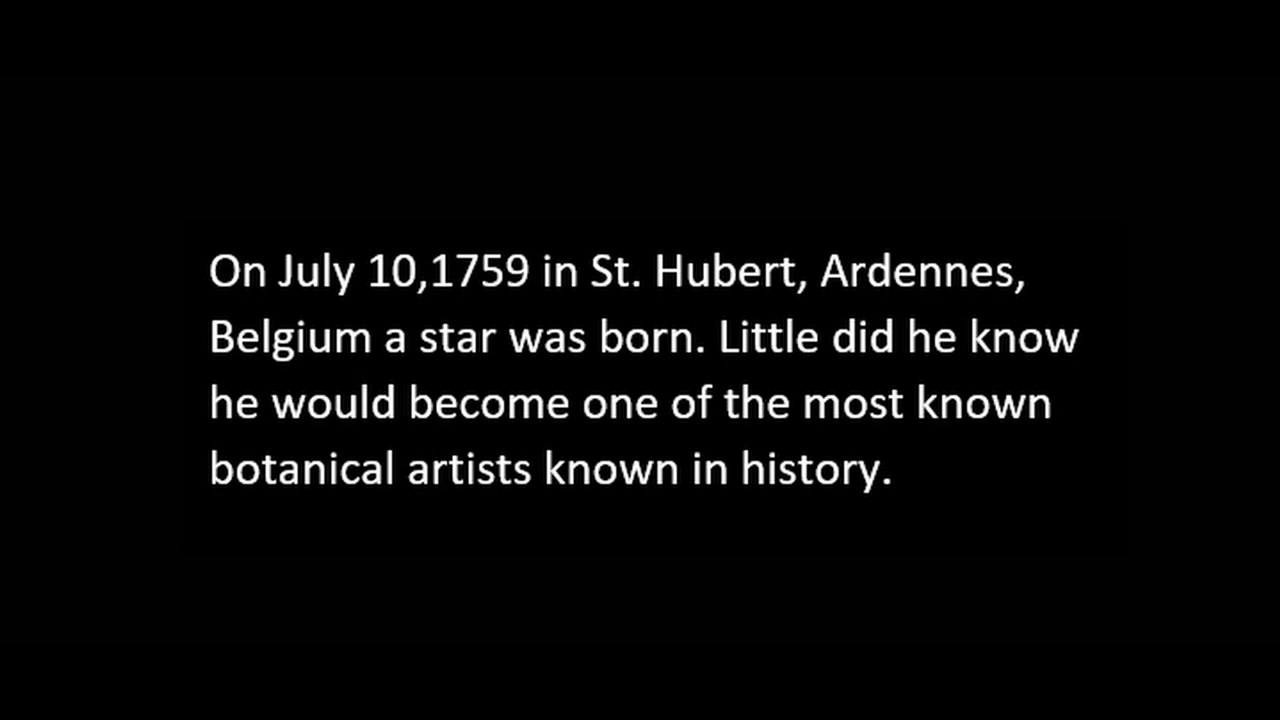 On July 10,1759 in St. Hubert, Ardennes,
Belgium a star was born. Little did he know
he would become one of the most known
botanical artists known in history.